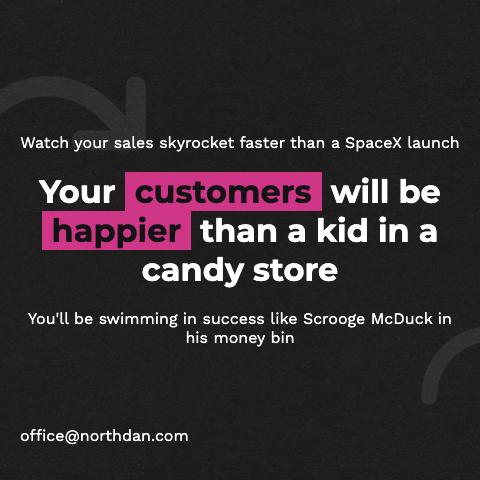 Watch your sales skyrocket faster than a SpaceX launch
Your customers will be
happier than a kid in a
candy store
You'll be swimming in success like Scrooge McDuck in
his money bin
office@northdan.com